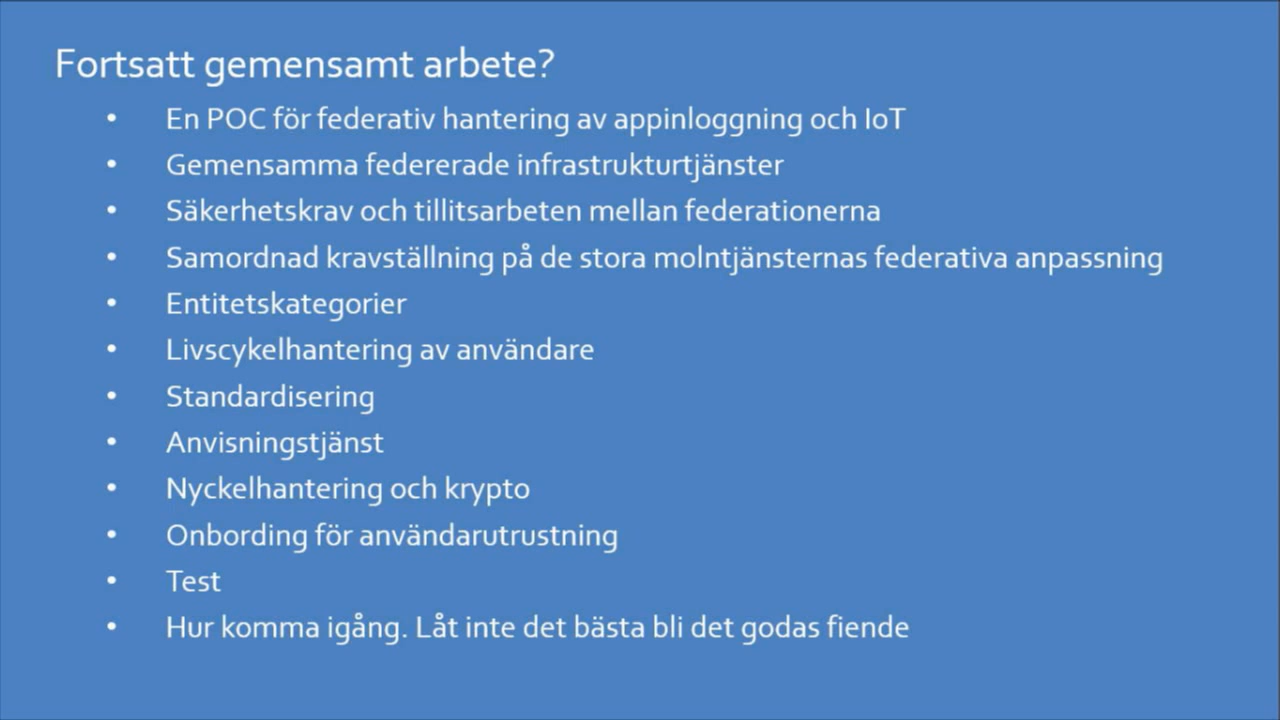 Fortsatt gemensamt arbete?
• En POC för federativ hantering av appinloggning och IoT
• Gemensamma federerade infrastrukturtjänster
• Säkerhetskrav och tillitsarbeten mellan federationerna
• Samordnad kravställning på de stora molntjänsternas federativa anpassning
• Entitetskategorier
• Livscykelhantering av användare
• Standardisering
• Anvisningstjänst
• Nyckelhantering och krypto
• Onbording för användarutrustning
• Test
• Hur komma igång. Låt inte det bästa bli det godas fiende